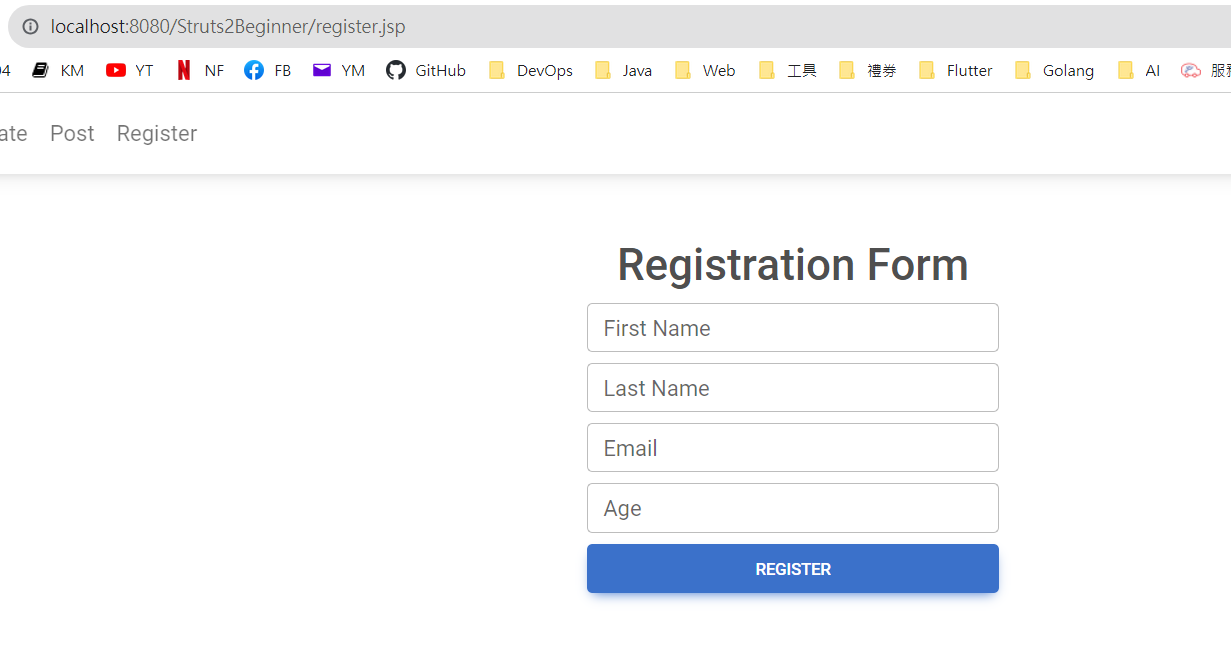 localhost:8080/Struts2Beginner/register.jsp
04 KM YT NF FB YM GitHub DevOps Java Web 工具 禮券 Flutter Golang AI 服務
ate Post Register
Registration Form
First Name
Last Name
Email
Age
REGISTER